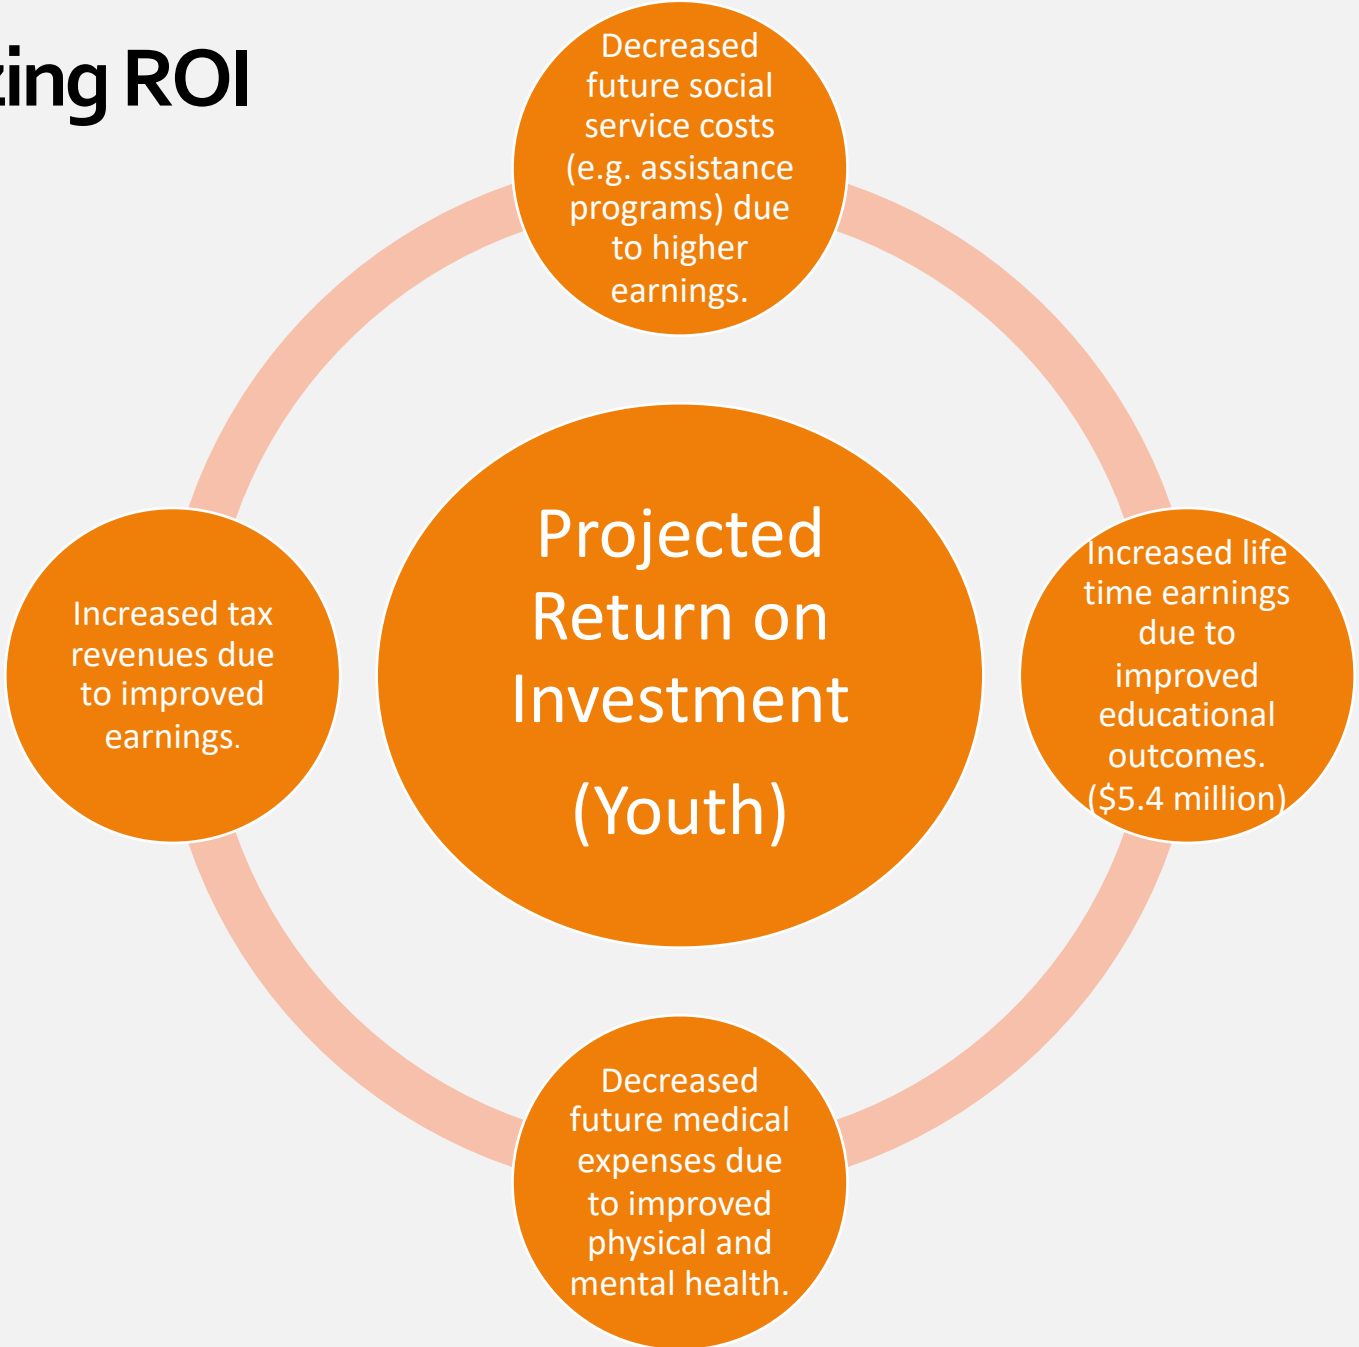 zing ROI
Decreased
future social
service costs
(e.g. assistance
programs) due
to higher
earnings.
Projected
Return on
Investment
(Youth)
Increased life
time earnings
due to
improved
educational
outcomes.
($5.4 million)
Decreased
future medical
expenses due
to improved
physical and
mental health.
Increased tax
revenues due
to improved
earnings.